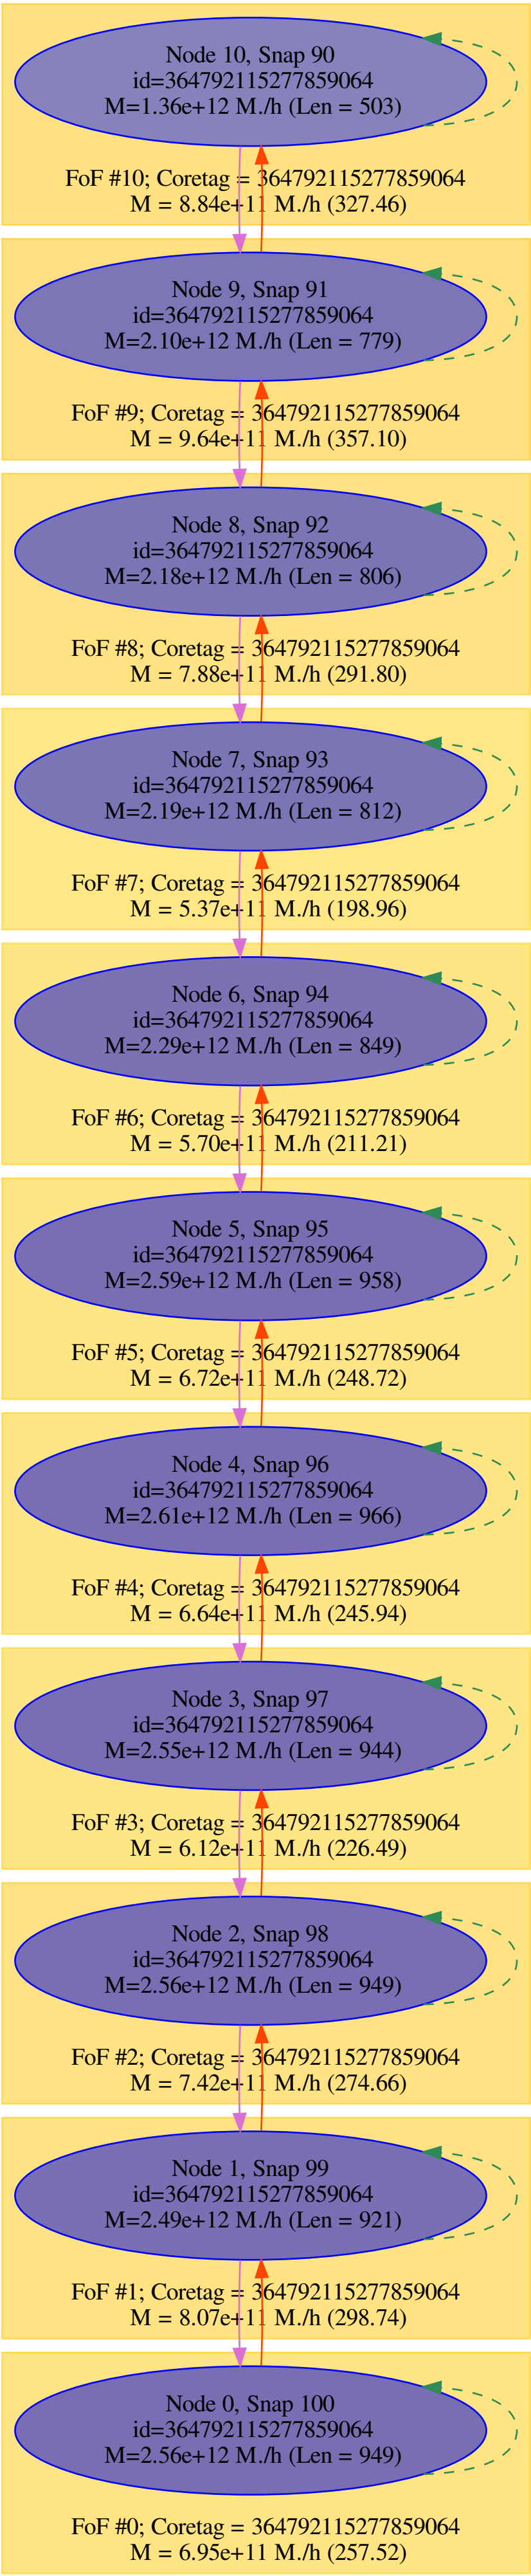 Node 10, Snap 90
id=364792115277859064
M=1.36e+12 M./h (Len = 503)
FoF #10; Coretag = 364792115277859064
M = 8.84e+11 M./h (327.46)
Node 9, Snap 91
id=364792115277859064
M=2.10e+12 M./h (Len = 779)
FoF #9; Coretag = 364792115277859064
M = 9.64e+11 M./h (357.10)
Node 8, Snap 92
id=364792115277859064
M=2.18e+12 M./h (Len = 806)
FoF #8; Coretag = 364792115277859064
M = 7.88e+11 M./h (291.80)
Node 7, Snap 93
id=364792115277859064
M=2.19e+12 M./h (Len = 812)
FoF #7; Coretag = 364792115277859064
M = 5.37e+11 M./h (198.96)
Node 6, Snap 94
id=364792115277859064
M=2.29e+12 M./h (Len = 849)
FoF #6; Coretag = 364792115277859064
M = 5.70e+11 M./h (211.21)
Node 5, Snap 95
id=364792115277859064
M=2.59e+12 M./h (Len = 958)
FoF #5; Coretag = 364792115277859064
M = 6.72e+11 M./h (248.72)
Node 4, Snap 96
id=364792115277859064
M=2.61e+12 M./h (Len = 966)
FoF #4; Coretag = 364792115277859064
M = 6.64e+11 M./h (245.94)
Node 3, Snap 97
id=364792115277859064
M=2.55e+12 M./h (Len = 944)
FoF #3; Coretag = 364792115277859064
M = 6.12e+11 M./h (226.49)
Node 2, Snap 98
id=364792115277859064
M=2.56e+12 M./h (Len = 949)
FoF #2; Coretag = 364792115277859064
M = 7.42e+11 M./h (274.66)
Node 1, Snap 99
id=364792115277859064
M=2.49e+12 M./h (Len = 921)
FoF #1; Coretag = 364792115277859064
M = 8.07e+11 M./h (298.74)
Node 0, Snap 100
id=364792115277859064
M=2.56e+12 M./h (Len = 949)
FoF #0; Coretag = 364792115277859064
M = 6.95e+11 M./h (257.52)